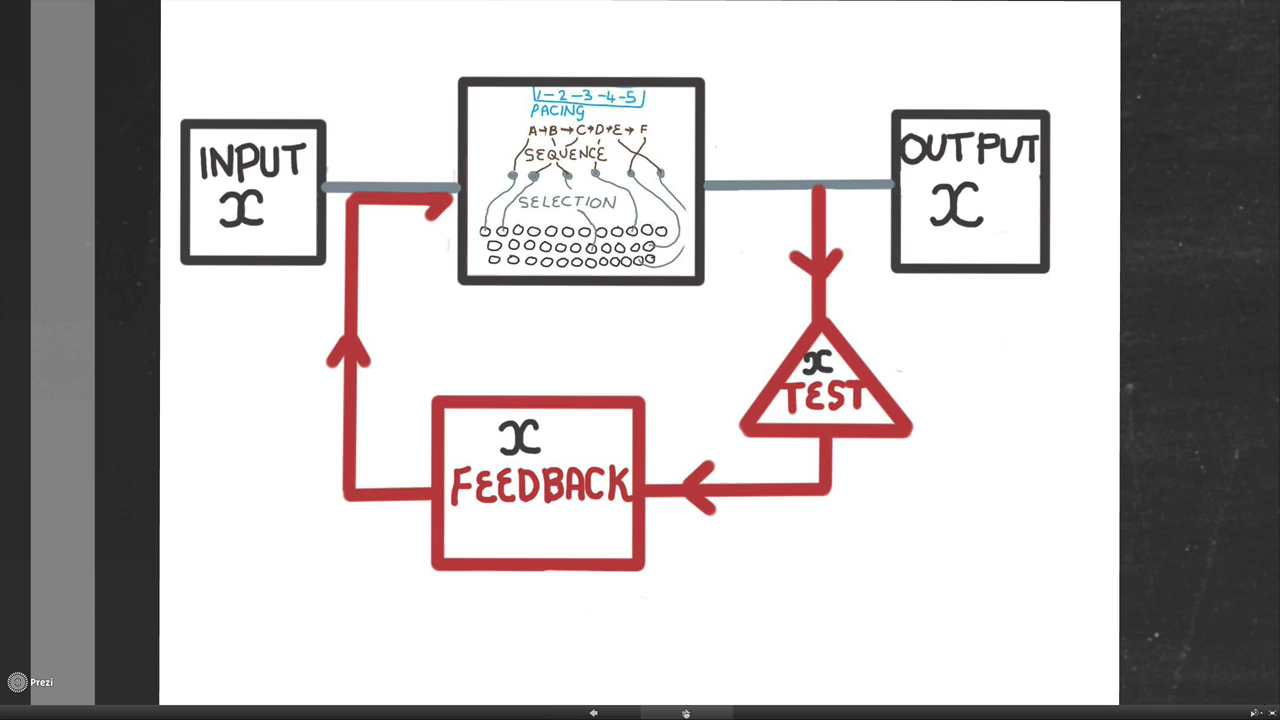 1-2-3-4-5
PACING
A→B→C→D→E→F
SEQUENCE
SELECTION
INPUT
x
OUTPUT
x
x
TEST
x
FEEDBACK
Prezi